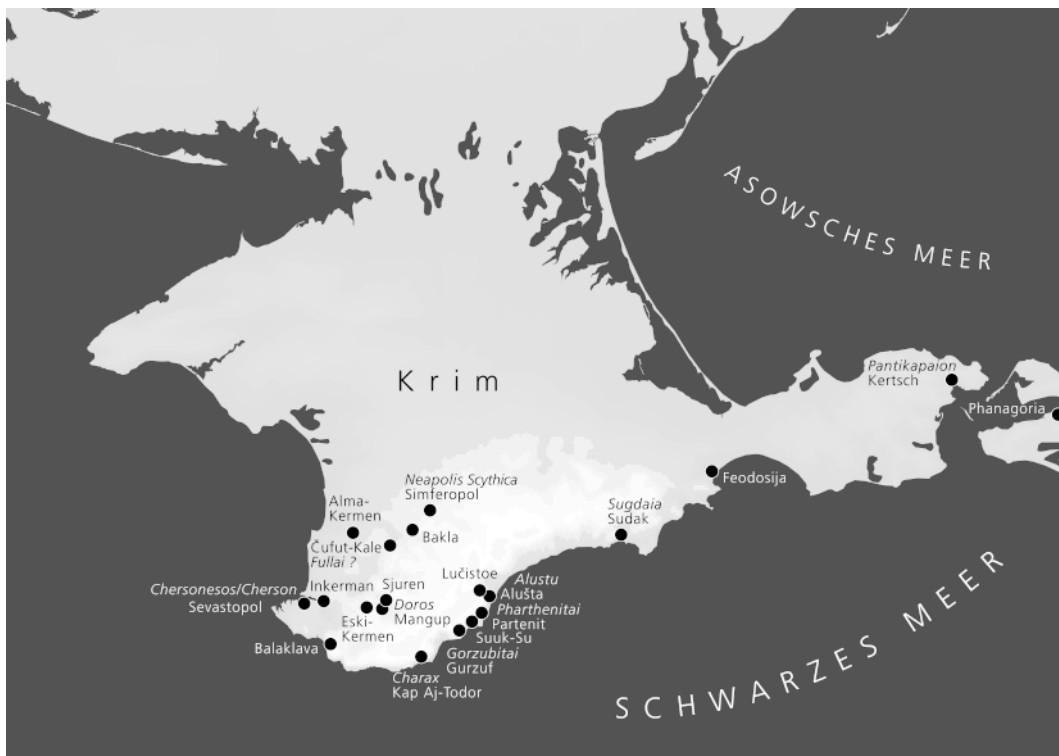 ASOWSCHES MEER
Krim
Pantikapaion
Kertsch
Phanagoria
Feodosija
Neapolis Scythica
Simferopol
Alma-
Kermen
Bakla
Sugdaia
Sudak
Čufut-Kale
Fullai ?
Lučistoe
Alustu
Alušta
Chersonesos/Cherson
Sevastopol
Inkerman
Sjuren
Doros
Mangup
Pharthenitai
Partenit
Eski-
Kermen
Suuk-Su
Balaklava
Gorzubitai
Gurzuf
Charax
Kap Aj-Todor
SCHWARZES MEER